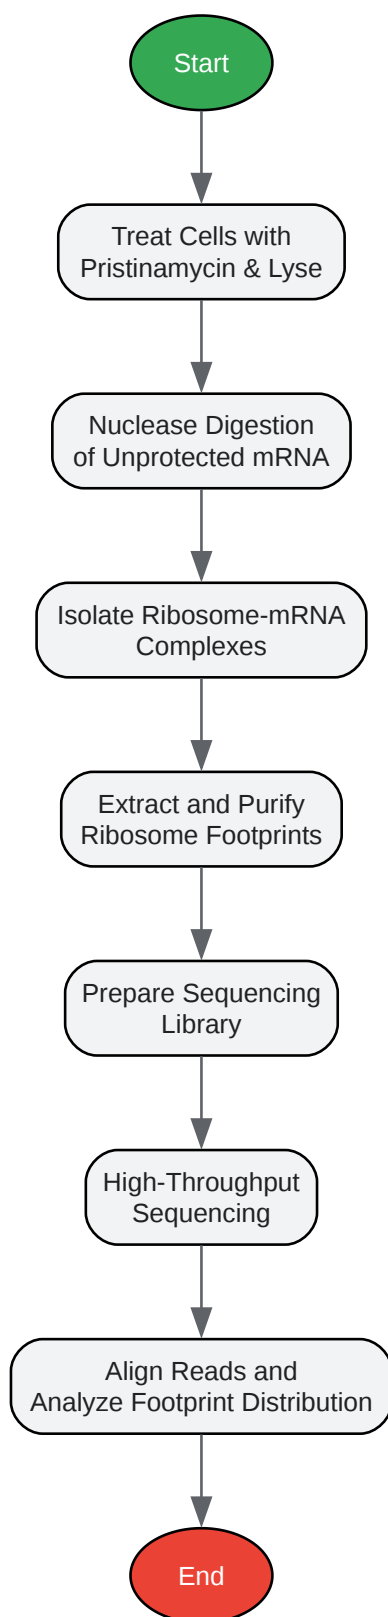 Start
Treat Cells with
Pristinamycin & Lyse
Nuclease Digestion
of Unprotected mRNA
Isolate Ribosome-mRNA
Complexes
Extract and Purify
Ribosome Footprints
Prepare Sequencing
Library
High-Throughput
Sequencing
Align Reads and
Analyze Footprint Distribution
End